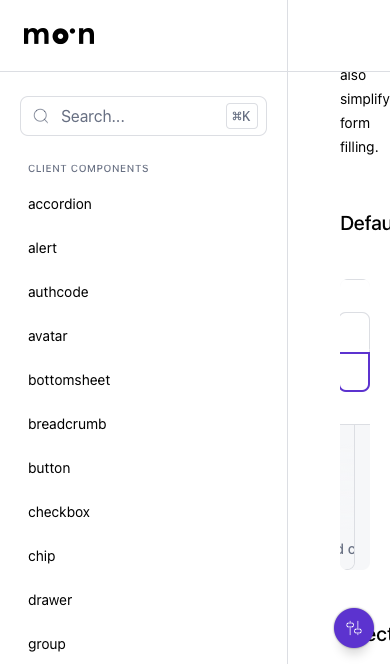 moon
Search...
⌘K
CLIENT COMPONENTS
accordion
alert
authcode
avatar
bottomsheet
breadcrumb
button
checkbox
chip
drawer
group
also
simplify
form
filling.
Defau
d c
ect